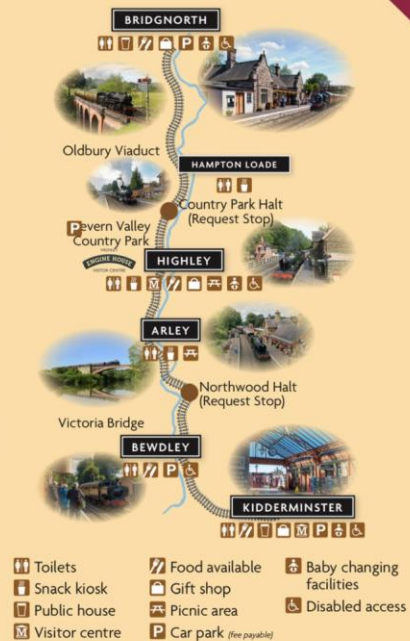 BRIDGNORTH
P
Oldbury Viaduct
HAMPTON LOADE
Country Park Halt
(Request Stop)
P
evern Valley
Country Park
ENGINE HOUSE
VISITOR CENTRE
HIGHLEY
M
ARLEY
Northwood Halt
(Request Stop)
Victoria Bridge
BEWDLEY
P
KIDDERMINSTER
M P
Toilets
Snack kiosk
Public house
M Visitor centre
Food available
Gift shop
Picnic area
P Car park (fee payable)
Baby changing
facilities
Disabled access